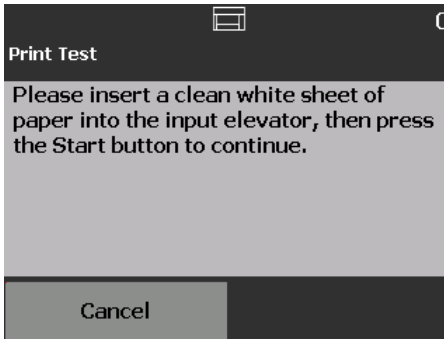 Print Test
Please insert a clean white sheet of
paper into the input elevator, then press
the Start button to continue.
Cancel